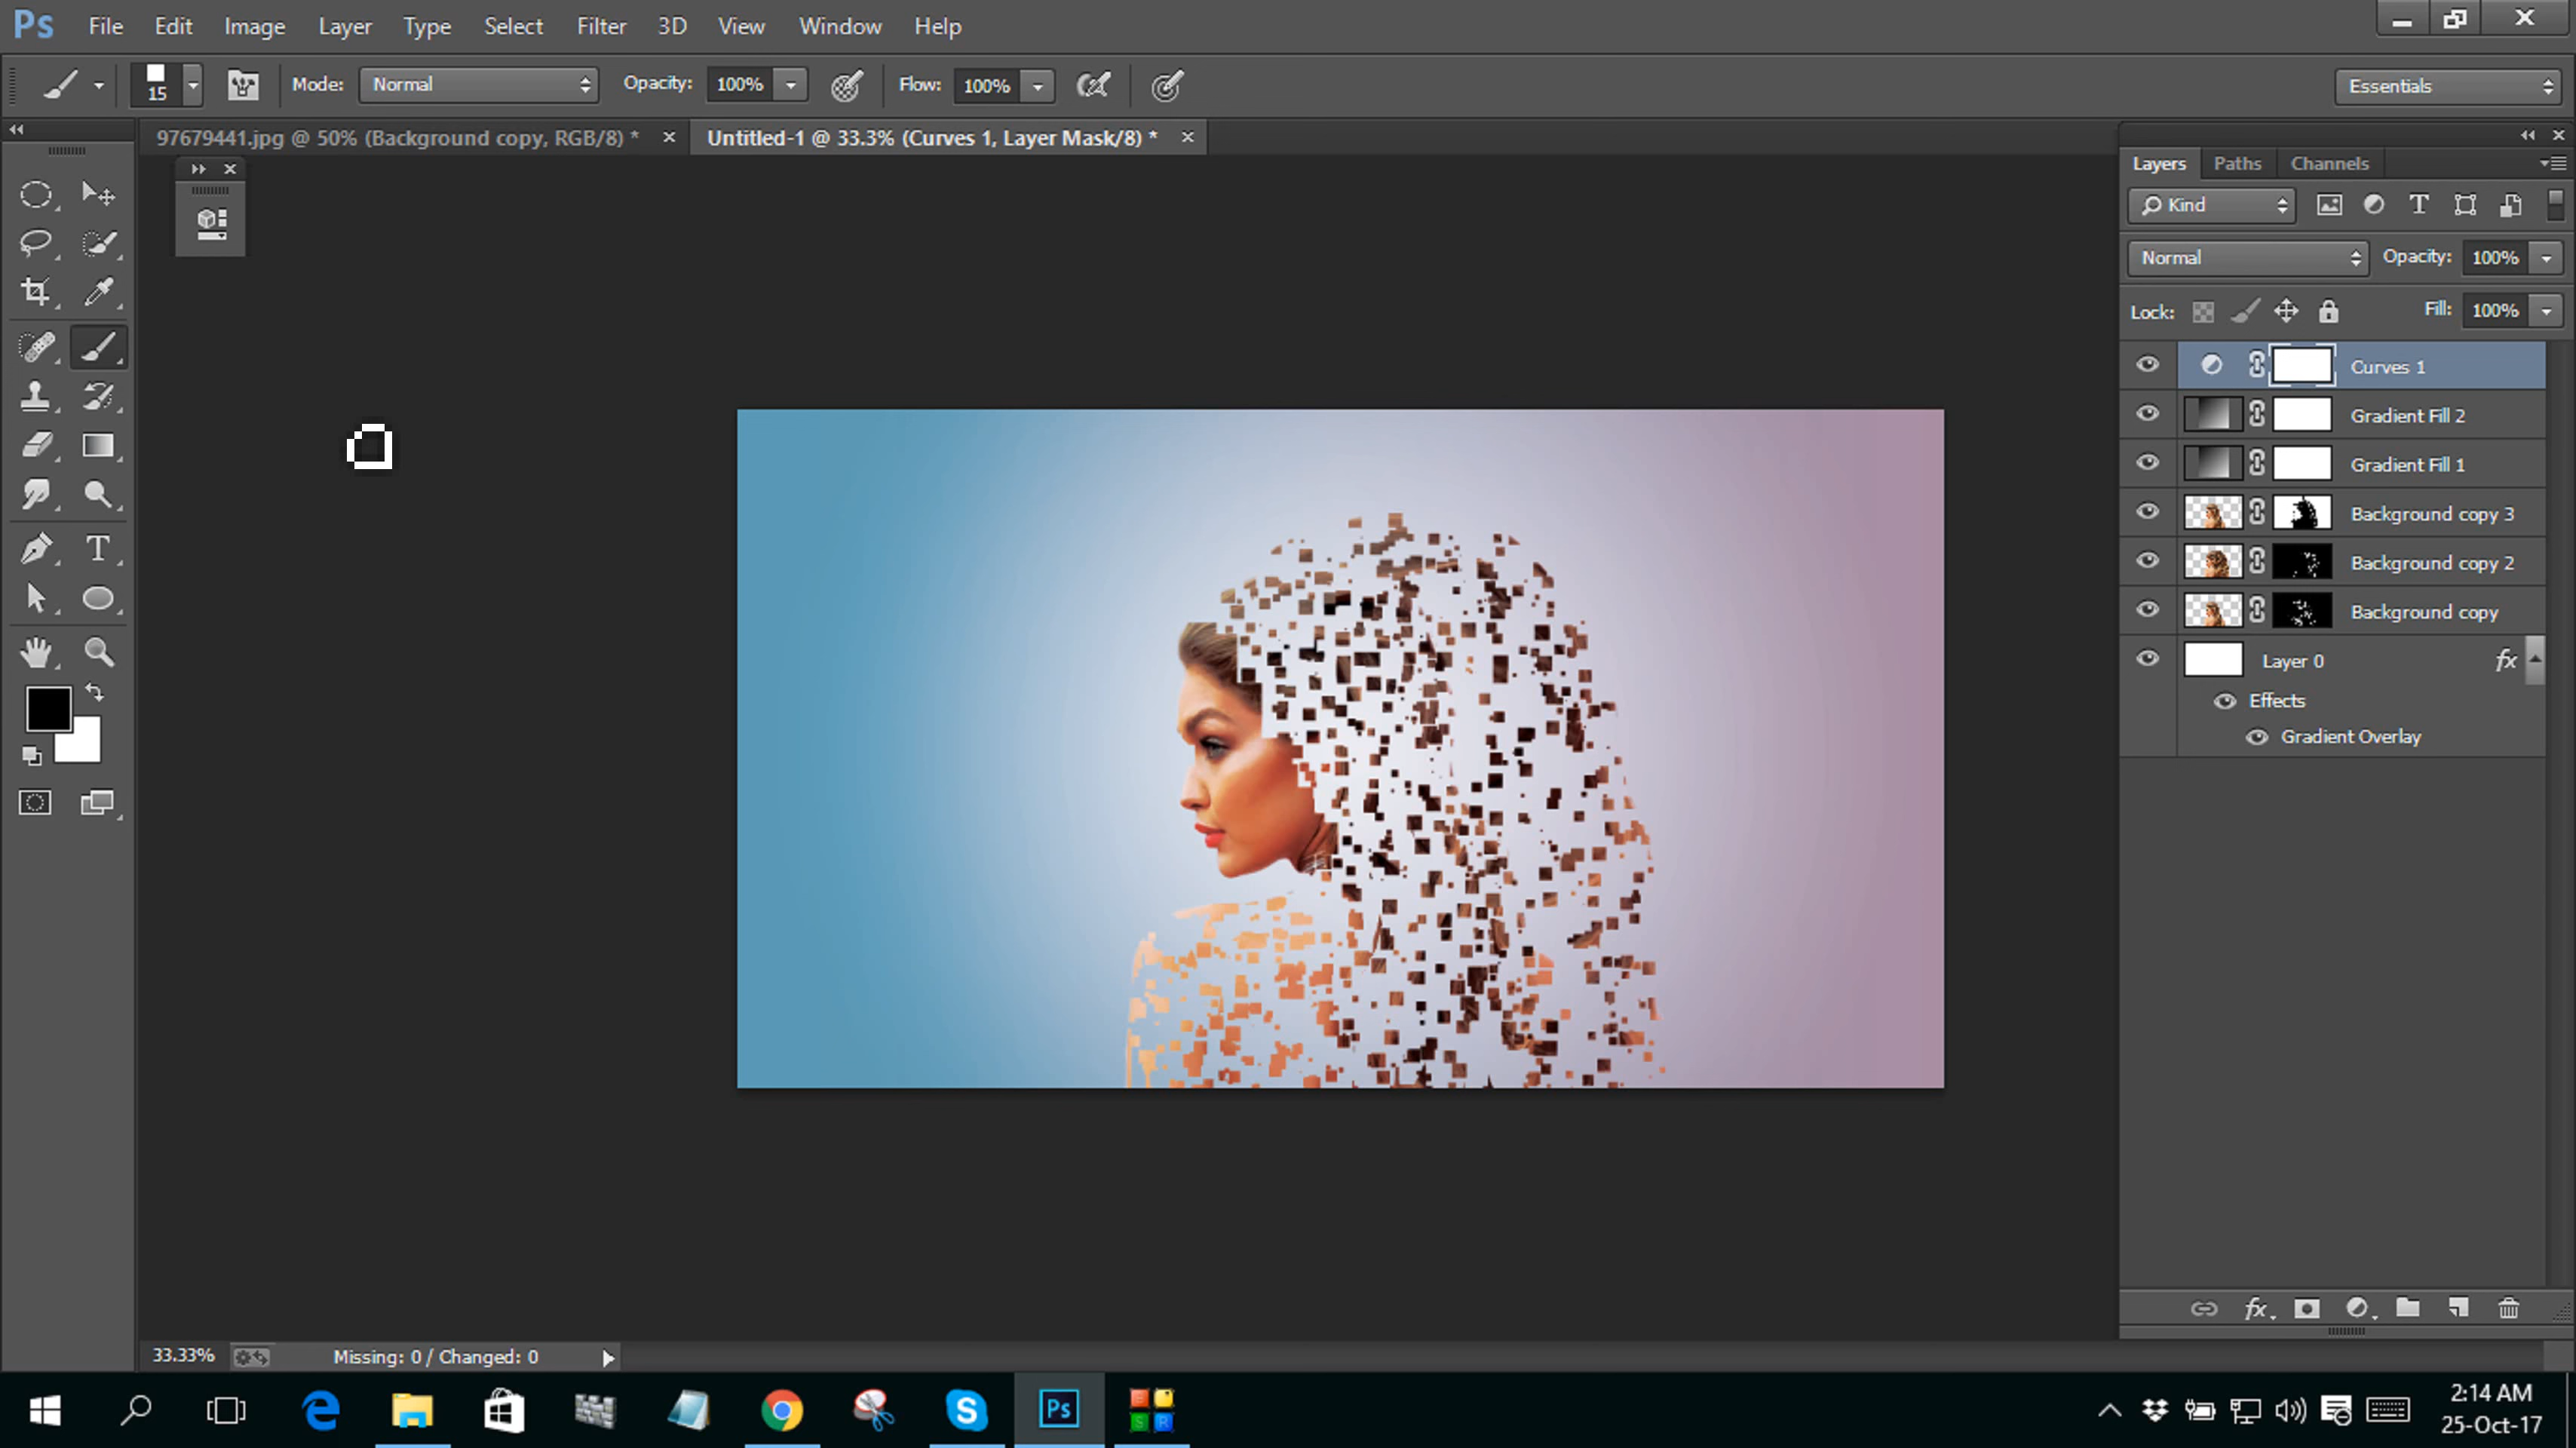 Ps File Edit Image Layer Type Select Filter 3D View Window Help
15 Mode: Normal Opacity: 100% Flow: 100% Essentials
97679441.jpg @ 50% (Background copy, RGB/8) * Untitled-1 @ 33.3% (Curves 1, Layer Mask/8) *
Layers Paths Channels
Kind
Normal Opacity: 100%
Lock: Fill: 100%
Curves 1
Gradient Fill 2
Gradient Fill 1
Background copy 3
Background copy 2
Background copy
Layer 0 fx
Effects
Gradient Overlay
T
fx
33.33% Missing: 0 / Changed: 0
S Ps
2:14 AM
25-Oct-17